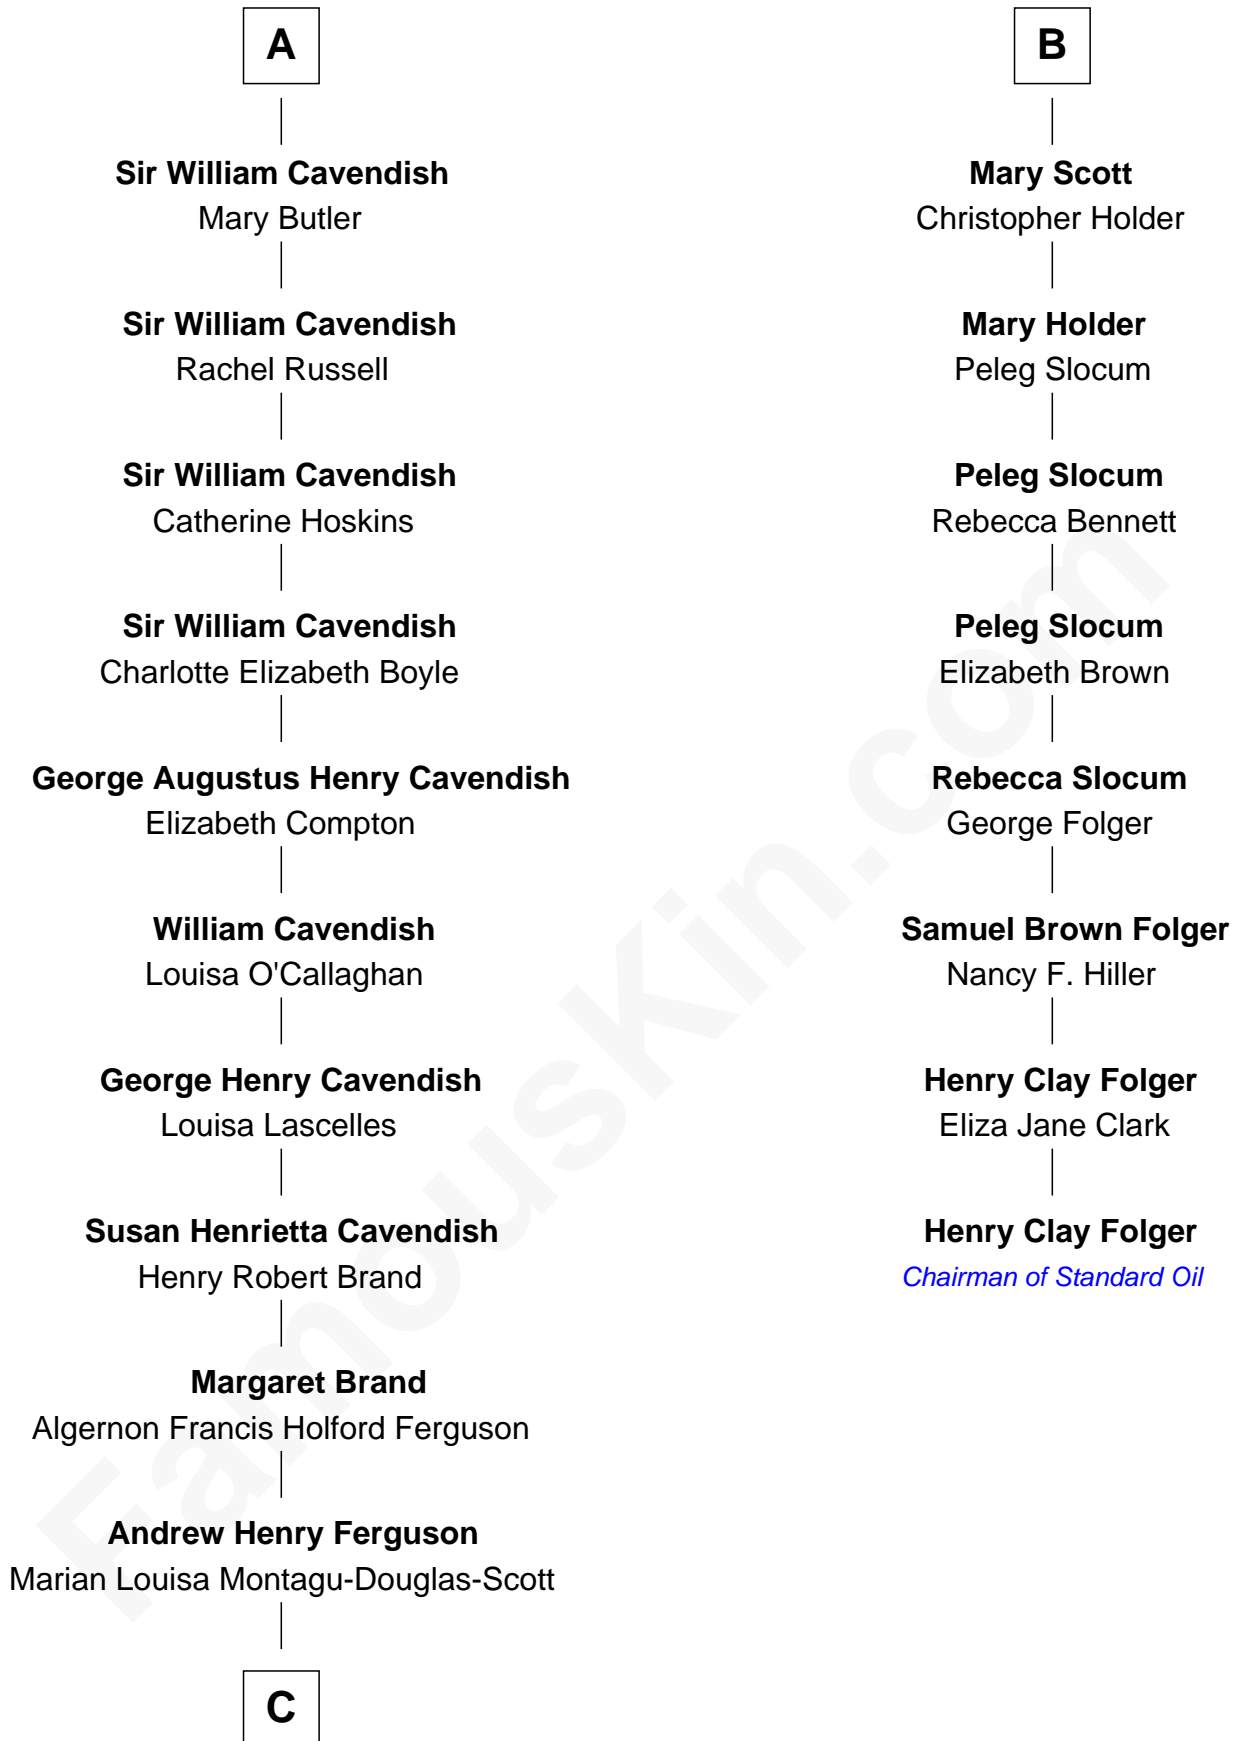 A
Sir William Cavendish
Mary Butler
Sir William Cavendish
Rachel Russell
Sir William Cavendish
Catherine Hoskins
Sir William Cavendish
Charlotte Elizabeth Boyle
George Augustus Henry Cavendish
Elizabeth Compton
William Cavendish
Louisa O'Callaghan
George Henry Cavendish
Louisa Lascelles
Susan Henrietta Cavendish
Henry Robert Brand
Margaret Brand
Algernon Francis Holford Ferguson
Andrew Henry Ferguson
Marian Louisa Montagu-Douglas-Scott
C
B
Mary Scott
Christopher Holder
Mary Holder
Peleg Slocum
Peleg Slocum
Rebecca Bennett
Peleg Slocum
Elizabeth Brown
Rebecca Slocum
George Folger
Samuel Brown Folger
Nancy F. Hiller
Henry Clay Folger
Eliza Jane Clark
Henry Clay Folger
Chairman of Standard Oil
FamousKin.com